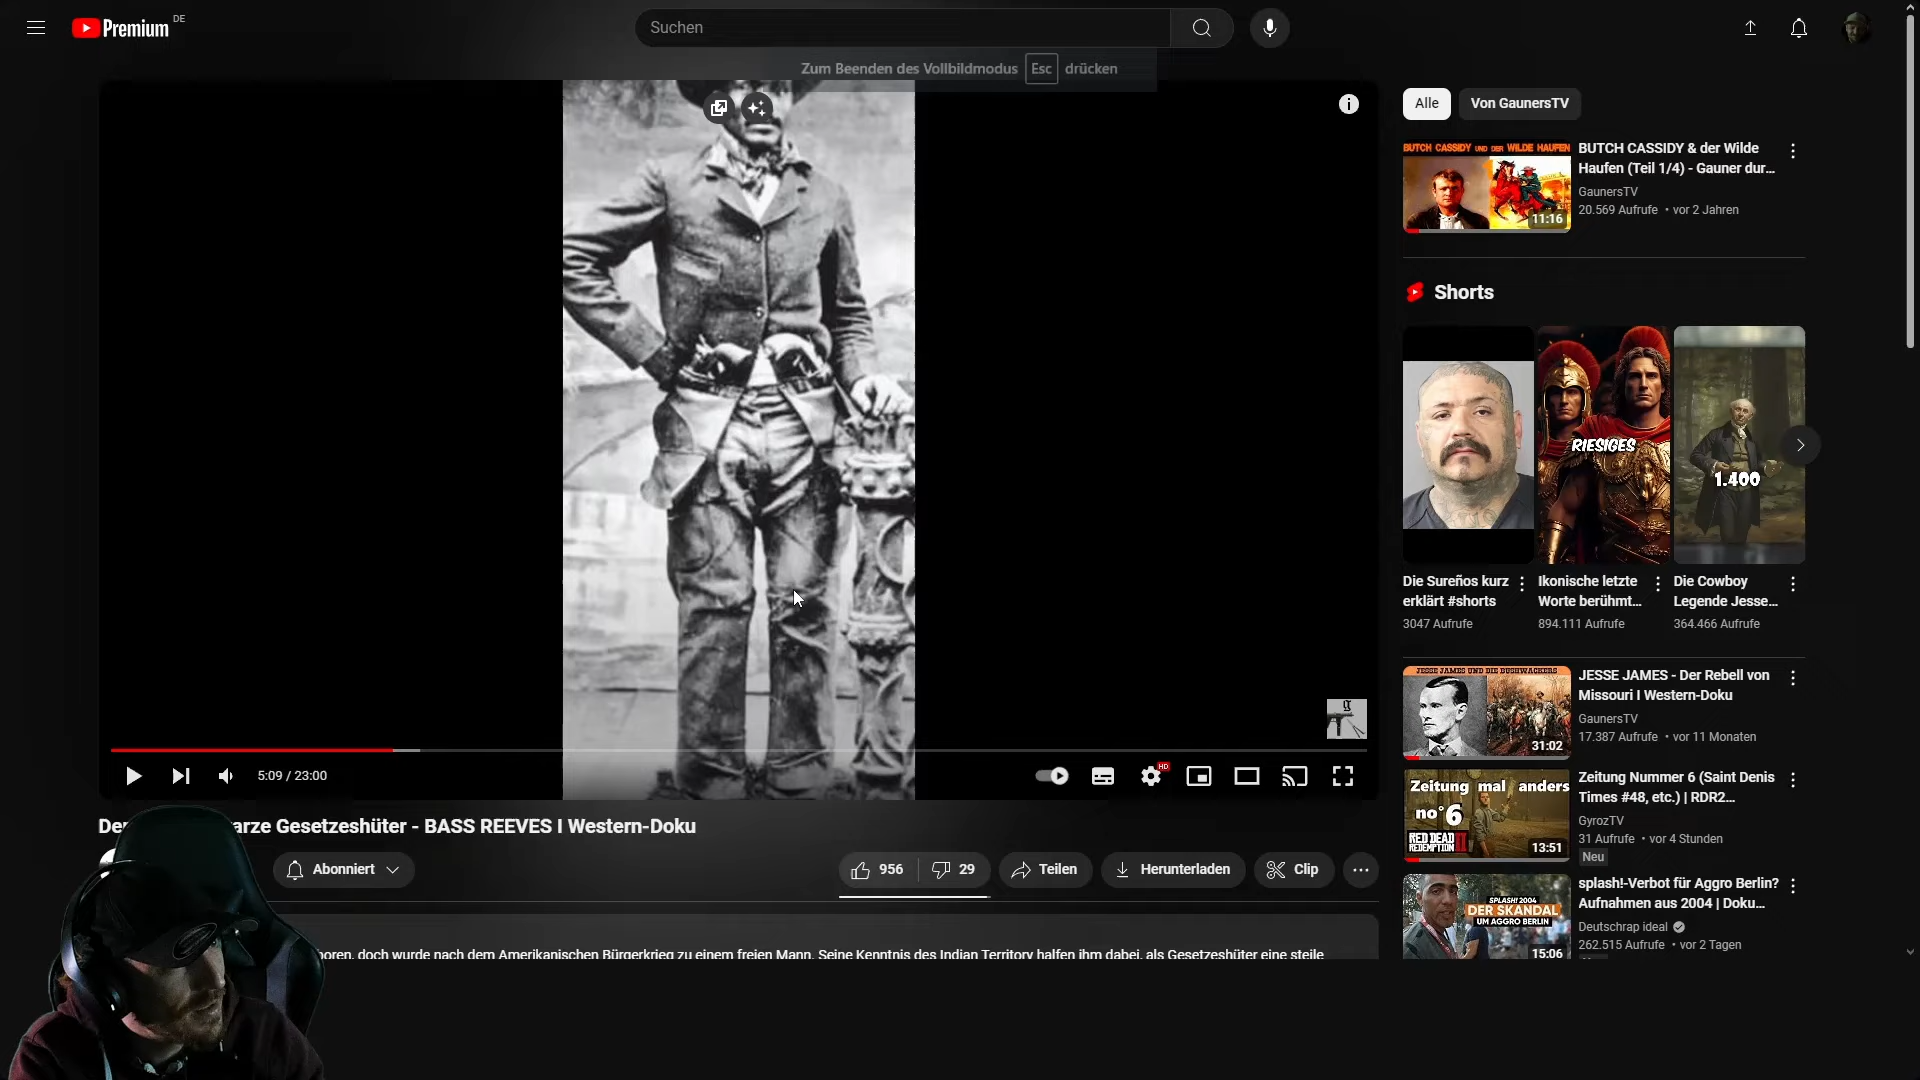 Premium DE
Suchen
Zum Beenden des Vollbildmodus Esc drücken
Alle
Von GaunersTV
BUTCH CASSIDY UND DER WILDE HAUFEN
11:16
BUTCH CASSIDY & der Wilde
Haufen (Teil 1/4) - Gauner dur...
GaunersTV
20.569 Aufrufe • vor 2 Jahren
Shorts
RIESIGES
1.400
Die Sureños kurz
erklärt #shorts
3047 Aufrufe
Ikonische letzte
Worte berühmt...
894.111 Aufrufe
Die Cowboy
Legende Jesse...
364.466 Aufrufe
JESSE JAMES UND DIE BUSHWACKERS
31:02
JESSE JAMES - Der Rebell von
Missouri I Western-Doku
GaunersTV
17.387 Aufrufe • vor 11 Monaten
Zeitung mal anders
no°6
RED DEAD
REDEMPTION II
13:51
Zeitung Nummer 6 (Saint Denis
Times #48, etc.) | RDR2...
GyrozTV
31 Aufrufe • vor 4 Stunden
Neu
SPLASH! 2004
DER SKANDAL
UM AGGRO BERLIN
15:06
splash!-Verbot für Aggro Berlin?
Aufnahmen aus 2004 | Doku...
Deutschrap ideal
262.515 Aufrufe • vor 2 Tagen
g
5:09 / 23:00
HD
arze Gesetzeshüter - BASS REEVES I Western-Doku
Abonniert
956
29
Teilen
Herunterladen
Clip
boren, doch wurde nach dem Amerikanischen Bürgerkrieg zu einem freien Mann. Seine Kenntnis des Indian Territory halfen ihm dabei, als Gesetzeshüter eine steile